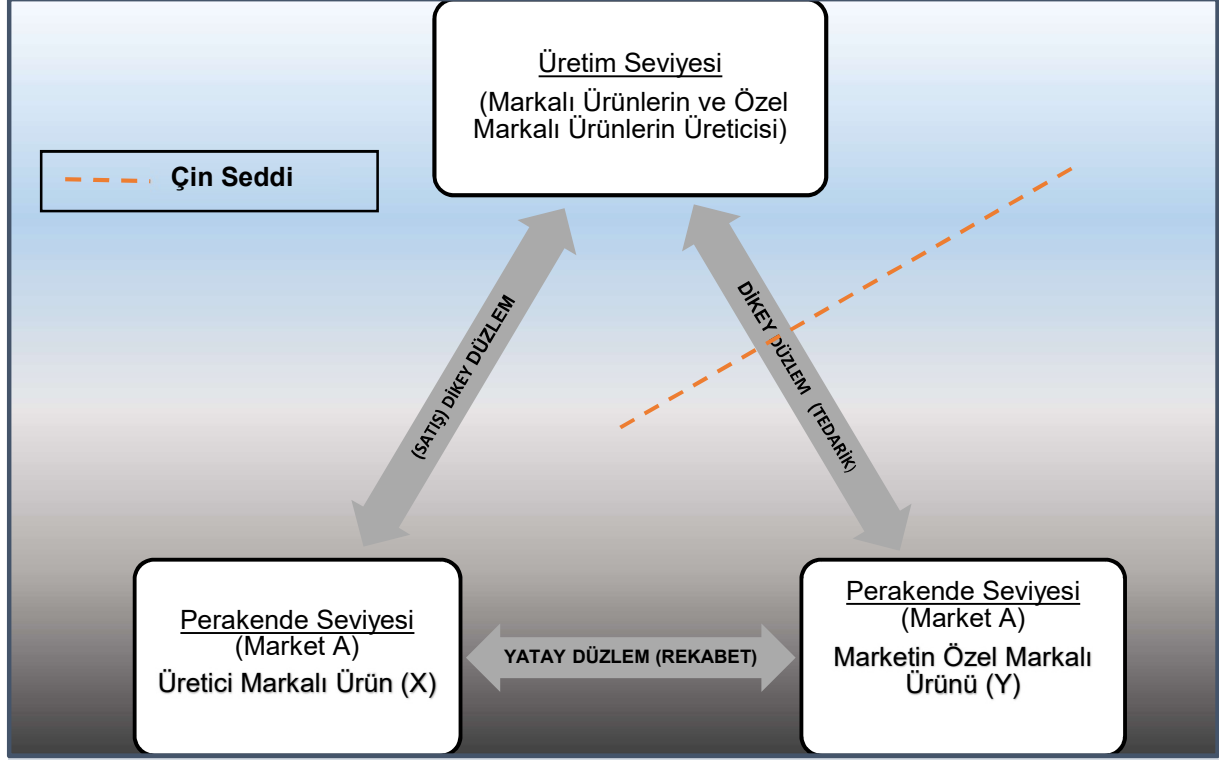 Üretim Seviyesi
(Markalı Ürünlerin ve Özel
Markalı Ürünlerin Üreticisi)
Çin Seddi
(SATIŞ) DİKEY DÜZLEM
DİKEY DÜZLEM (TEDARİK)
Perakende Seviyesi
(Market A)
Üretici Markalı Ürün (X)
YATAY DÜZLEM (REKABET)
Perakende Seviyesi
(Market A)
Marketin Özel Markalı
Ürünü (Y)